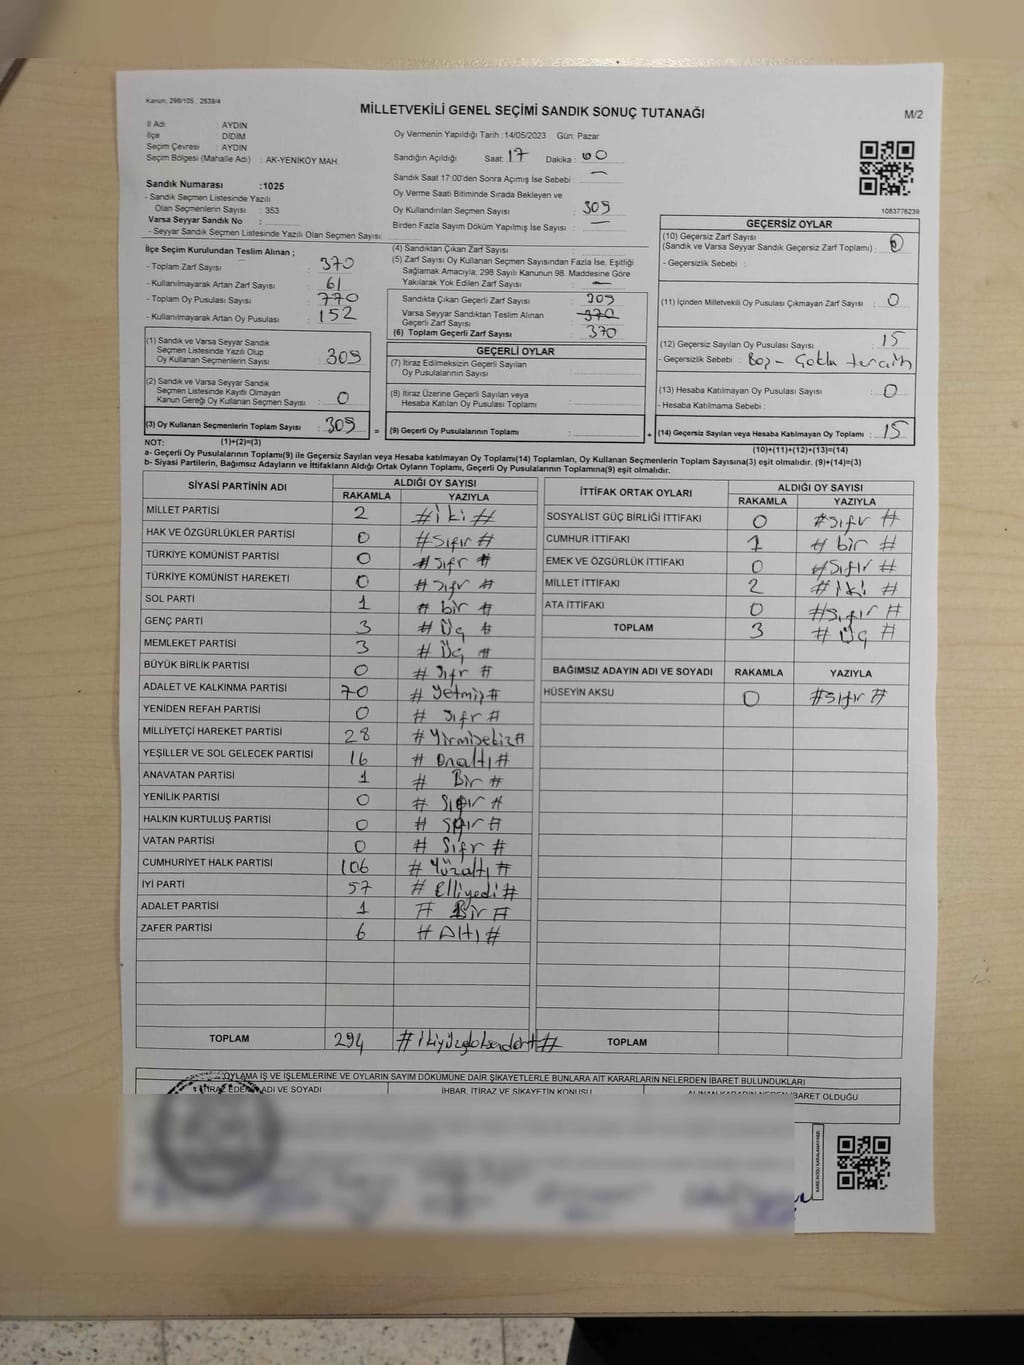 Kanun, 298/105 , 2839/4
MİLLETVEKİLİ GENEL SEÇİMİ SANDIK SONUÇ TUTANAĞI
M/2
İl Adı : AYDIN
İlçe : DİDİM
Seçim Çevresi : AYDIN
Seçim Bölgesi (Mahalle Adı) : AK-YENİKÖY MAH.
Sandık Numarası :1025
- Sandık Seçmen Listesinde Yazılı
Olan Seçmenlerin Sayısı : 353
Varsa Seyyar Sandık No :
- Seyyar Sandık Seçmen Listesinde Yazılı Olan Seçmen Sayısı:
Oy Vermenin Yapıldığı Tarih : 14/05/2023 Gün: Pazar
Sandığın Açıldığı Saat: 17 Dakika : 00
Sandık Saat 17:00'den Sonra Açılmış İse Sebebi : —
Oy Verme Saati Bitiminde Sırada Bekleyen ve
Oy Kullandırılan Seçmen Sayısı : 309
Birden Fazla Sayım Döküm Yapılmış İse Sayısı : —
1083776239
İlçe Seçim Kurulundan Teslim Alınan ;
- Toplam Zarf Sayısı : 370
- Kullanılmayarak Artan Zarf Sayısı : 61
- Toplam Oy Pusulası Sayısı : 770
- Kullanılmayarak Artan Oy Pusulası : 152
(1) Sandık ve Varsa Seyyar Sandık
Seçmen Listesinde Yazılı Olup
Oy Kullanan Seçmenlerin Sayısı : 309
(2) Sandık ve Varsa Seyyar Sandık
Seçmen Listesinde Kayıtlı Olmayan
Kanun Gereği Oy Kullanan Seçmen Sayısı : 0
(3) Oy Kullanan Seçmenlerin Toplam Sayısı : 309
(4) Sandıktan Çıkan Zarf Sayısı :
(5) Zarf Sayısı Oy Kullanan Seçmen Sayısından Fazla İse, Eşitliği
Sağlamak Amacıyla; 298 Sayılı Kanunun 98. Maddesine Göre
Yakılarak Yok Edilen Zarf Sayısı : —
Sandıkta Çıkan Geçerli Zarf Sayısı : 309
Varsa Seyyar Sandıktan Teslim Alınan
Geçerli Zarf Sayısı : 370
(6) Toplam Geçerli Zarf Sayısı : 370
GEÇERLİ OYLAR
(7) İtiraz Edilmeksizin Geçerli Sayılan
Oy Pusulalarının Sayısı :
(8) İtiraz Üzerine Geçerli Sayılan veya
Hesaba Katılan Oy Pusulası Toplamı :
= (9) Geçerli Oy Pusulalarının Toplamı : +
GEÇERSİZ OYLAR
(10) Geçersiz Zarf Sayısı
(Sandık ve Varsa Seyyar Sandık Geçersiz Zarf Toplamı) : 0
- Geçersizlik Sebebi :
(11) İçinden Milletvekili Oy Pusulası Çıkmayan Zarf Sayısı : 0
(12) Geçersiz Sayılan Oy Pusulası Sayısı : 15
- Geçersizlik Sebebi : Boş - Çoklu tercih
(13) Hesaba Katılmayan Oy Pusulası Sayısı : 0
- Hesaba Katılmama Sebebi :
(14) Geçersiz Sayılan veya Hesaba Katılmayan Oy Toplamı : 15
NOT: (1)+(2)=(3)
(10)+(11)+(12)+(13)=(14)
a- Geçerli Oy Pusulalarının Toplamı(9) ile Geçersiz Sayılan veya Hesaba katılmayan Oy Toplamı(14) Toplamları, Oy Kullanan Seçmenlerin Toplam Sayısına(3) eşit olmalıdır. (9)+(14)=(3)
b- Siyasi Partilerin, Bağımsız Adayların ve İttifakların Aldığı Ortak Oyların Toplamı, Geçerli Oy Pusulalarının Toplamına(9) eşit olmalıdır.
SİYASİ PARTİNİN ADI ALDIĞI OY SAYISI
RAKAMLA YAZIYLA
MİLLET PARTİSİ 2 #iki#
HAK VE ÖZGÜRLÜKLER PARTİSİ 0 #Sıfır#
TÜRKİYE KOMÜNİST PARTİSİ 0 #Sıfr #
TÜRKİYE KOMÜNİST HAREKETİ 0 #Sıfr #
SOL PARTİ 1 # bir #
GENÇ PARTİ 3 # Üç #
MEMLEKET PARTİSİ 3 # Üç #
BÜYÜK BİRLİK PARTİSİ 0 # Sıfr #
ADALET VE KALKINMA PARTİSİ 70 # Yetmiş#
YENİDEN REFAH PARTİSİ 0 # Sıfr #
MİLLİYETÇİ HAREKET PARTİSİ 28 #Yirmisekiz#
YEŞİLLER VE SOL GELECEK PARTİSİ 16 # Onaltı#
ANAVATAN PARTİSİ 1 # Bir #
YENİLİK PARTİSİ 0 # Sıfır #
HALKIN KURTULUŞ PARTİSİ 0 # Sıfır #
VATAN PARTİSİ 0 # Sıfr #
CUMHURİYET HALK PARTİSİ 106 # Yüzaltı #
İYİ PARTİ 57 # Elliyedi #
ADALET PARTİSİ 1 # Bir #
ZAFER PARTİSİ 6 # Altı #
TOPLAM 294
İTTİFAK ORTAK OYLARI ALDIĞI OY SAYISI
RAKAMLA YAZIYLA
SOSYALİST GÜÇ BİRLİĞİ İTTİFAKI 0 #Sıfr #
CUMHUR İTTİFAKI 1 # bir #
EMEK VE ÖZGÜRLÜK İTTİFAKI 0 #Sıfır #
MİLLET İTTİFAKI 2 # iki #
ATA İTTİFAKI 0 #Sıfır #
TOPLAM 3 # Üç #
BAĞIMSIZ ADAYIN ADI VE SOYADI RAKAMLA YAZIYLA
HÜSEYİN AKSU 0 #Sıfır #
TOPLAM
OYLAMA İŞ VE İŞLEMLERİNE VE OYLARIN SAYIM DÖKÜMÜNE DAİR ŞİKAYETLERLE BUNLARA AİT KARARLARIN NELERDEN İBARET BULUNDUKLARI
İTİRAZ EDENİN ADI VE SOYADI İHBAR, İTİRAZ VE ŞİKAYETİN KONUSU ALINAN KARARIN NEDEN İBARET OLDUĞU